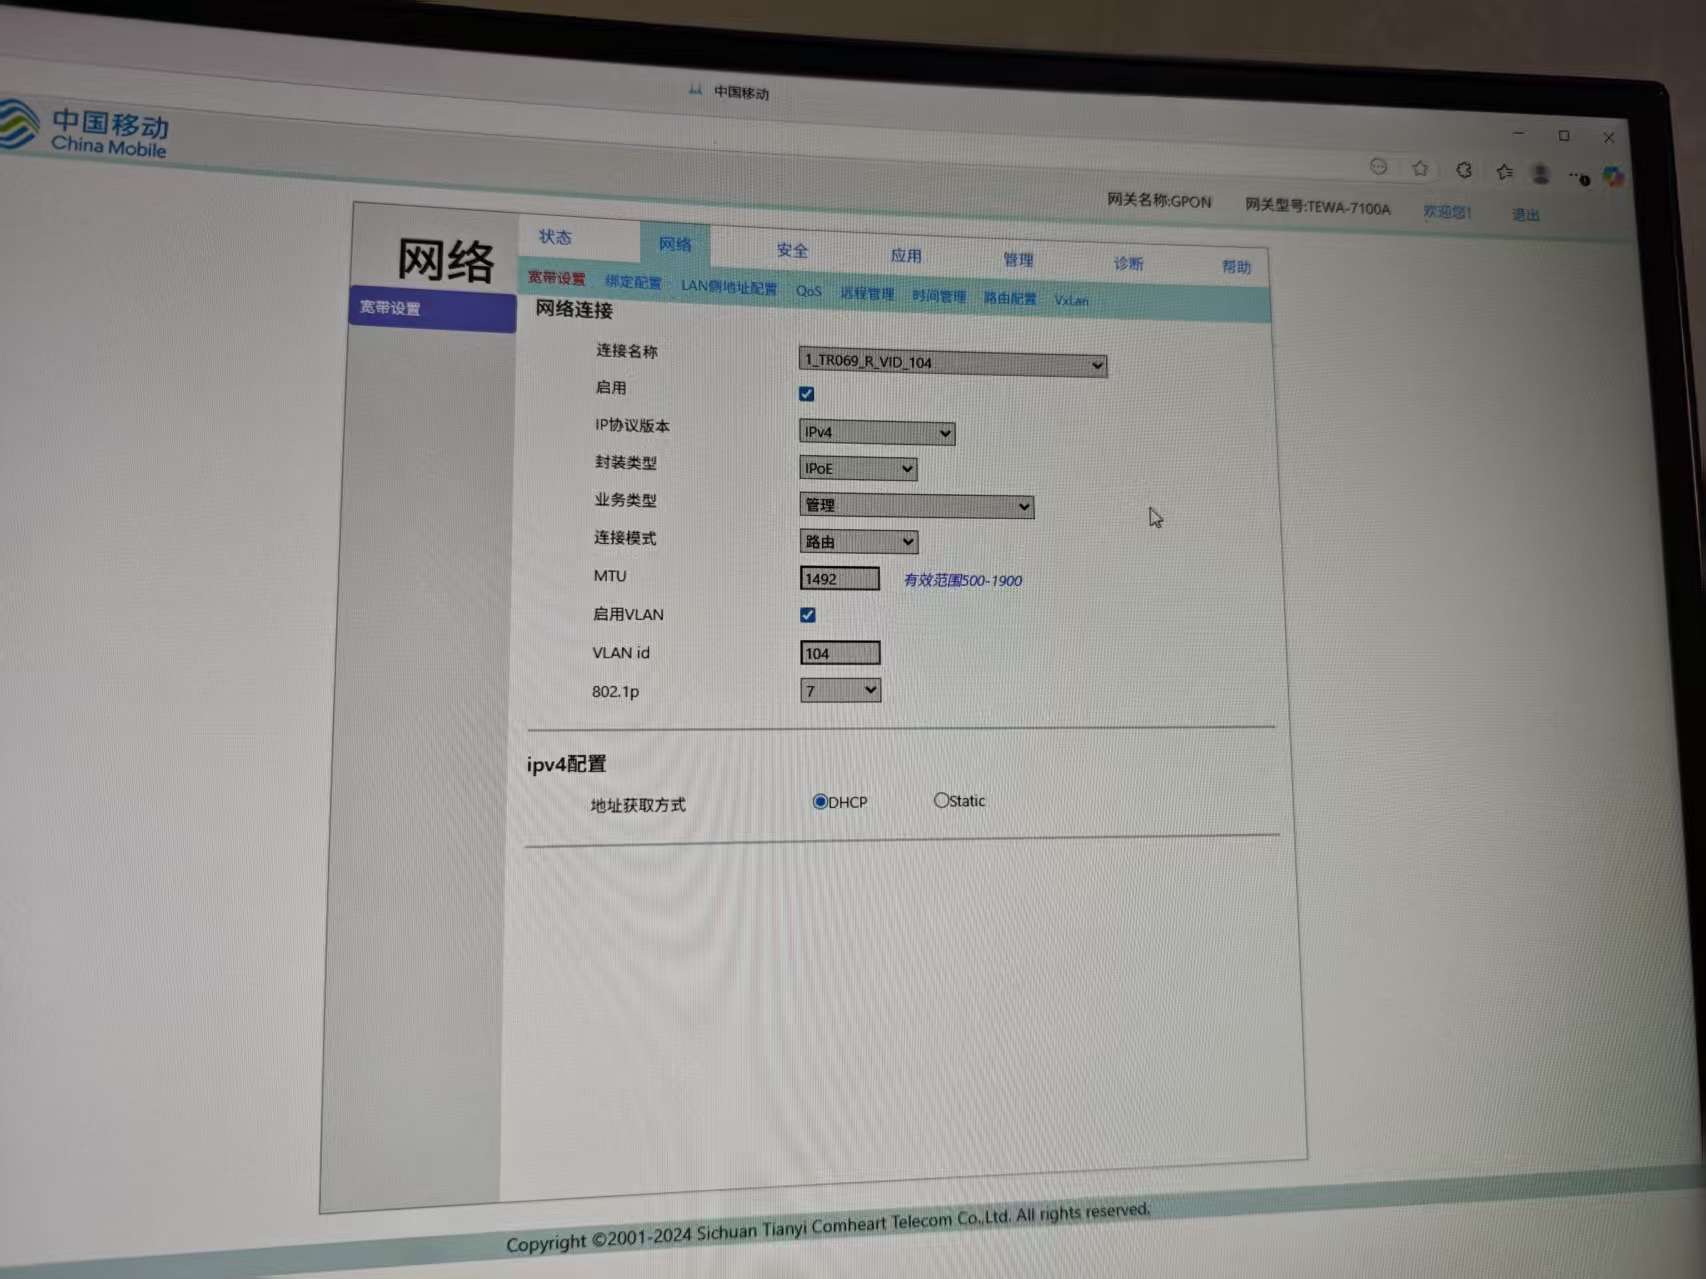 中国移动
中国移动
China Mobile
网关名称:GPON 网关型号:TEWA-7100A 欢迎您! 退出
网络
状态 网络 安全 应用 管理 诊断 帮助
宽带设置 绑定配置 LAN侧地址配置 QoS 远程管理 时间管理 路由配置 VxLan
宽带设置
网络连接
连接名称 1_TR069_R_VID_104
启用
IP协议版本 IPv4
封装类型 IPoE
业务类型 管理
连接模式 路由
MTU 1492 有效范围500-1900
启用VLAN
VLAN id 104
802.1p 7
ipv4配置
地址获取方式 DHCP Static
Copyright ©2001-2024 Sichuan Tianyi Comheart Telecom Co.,Ltd. All rights reserved.